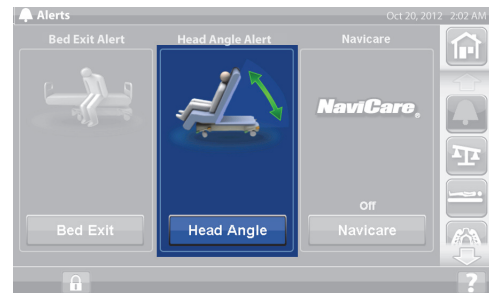 Alerts
Oct 20, 2012 2:02 AM
Bed Exit Alert
Head Angle Alert
Navicare
NaviCare®
Off
Bed Exit
Head Angle
Navicare
?